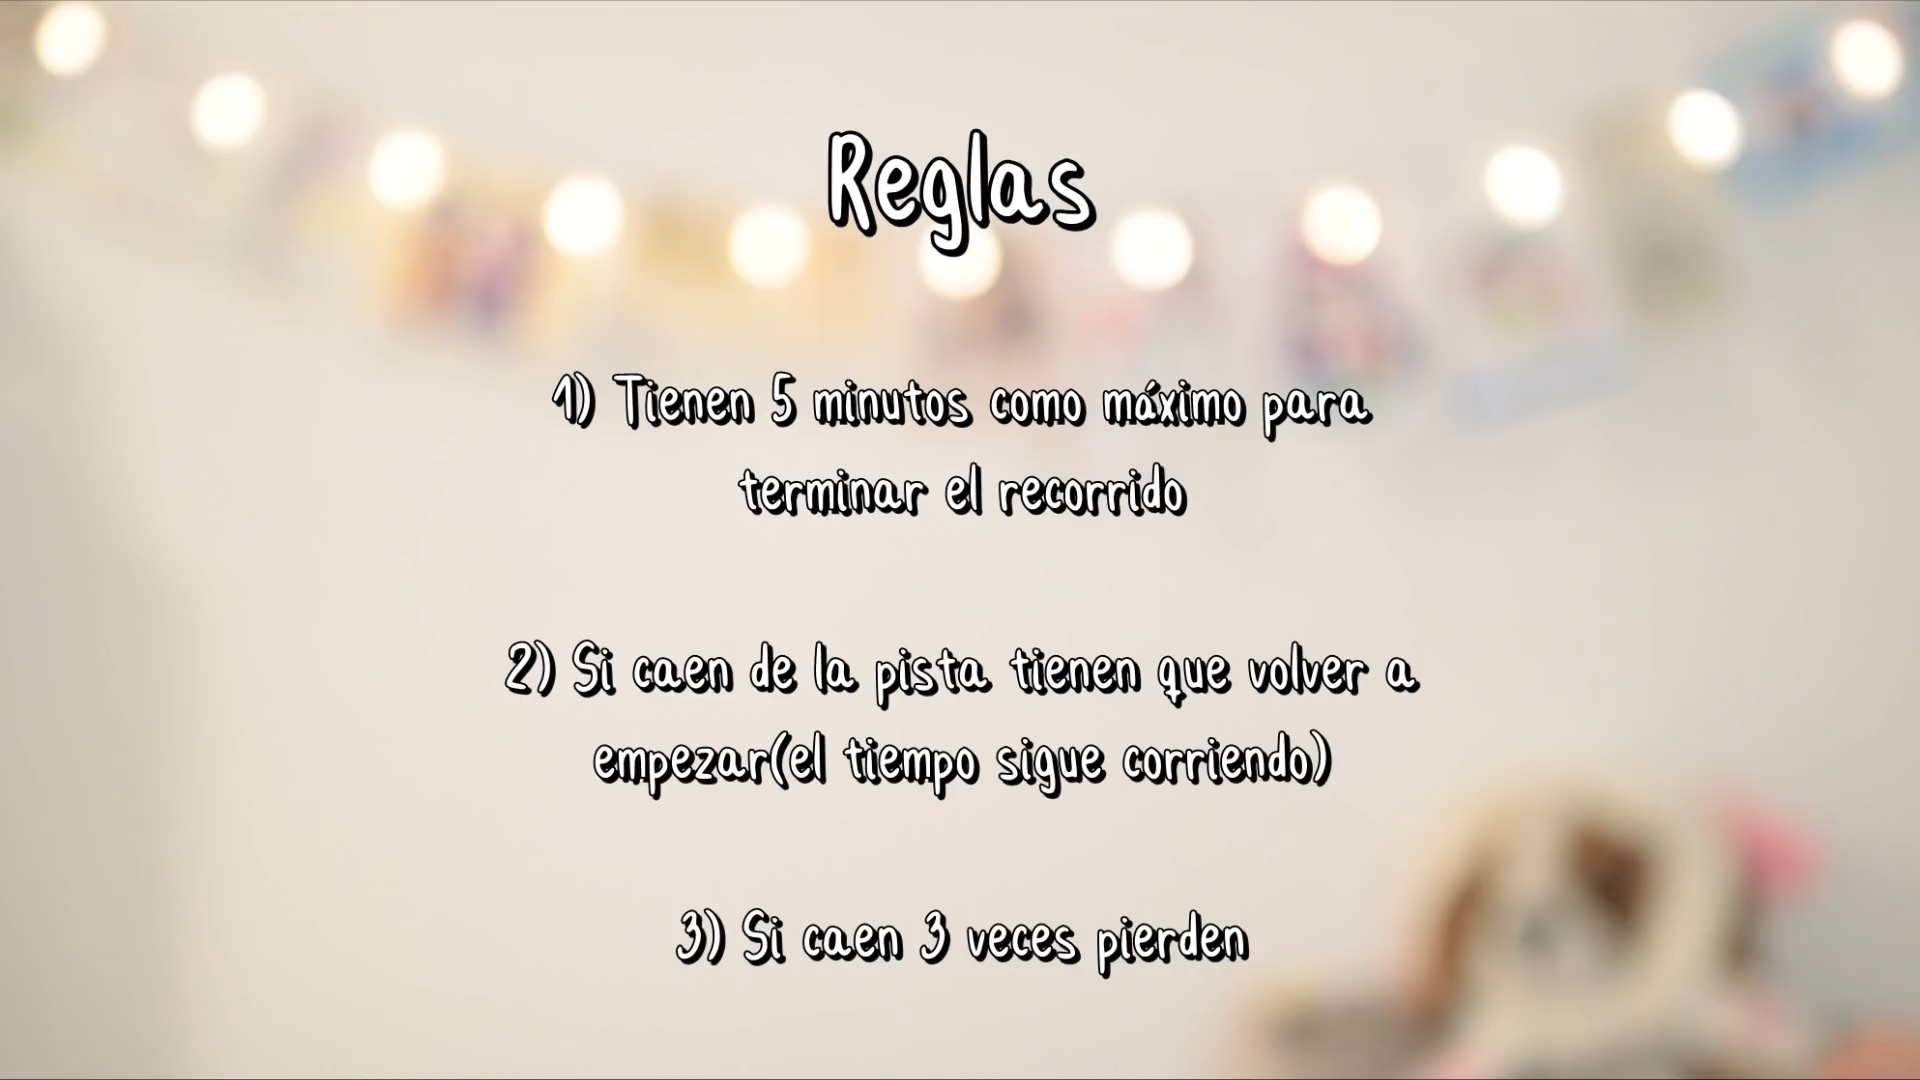 Reglas
1) Tienen 5 minutos como máximo para
terminar el recorrido
2) Si caen de la pista tienen que volver a
empezar(el tiempo sigue corriendo)
3) Si caen 3 veces pierden